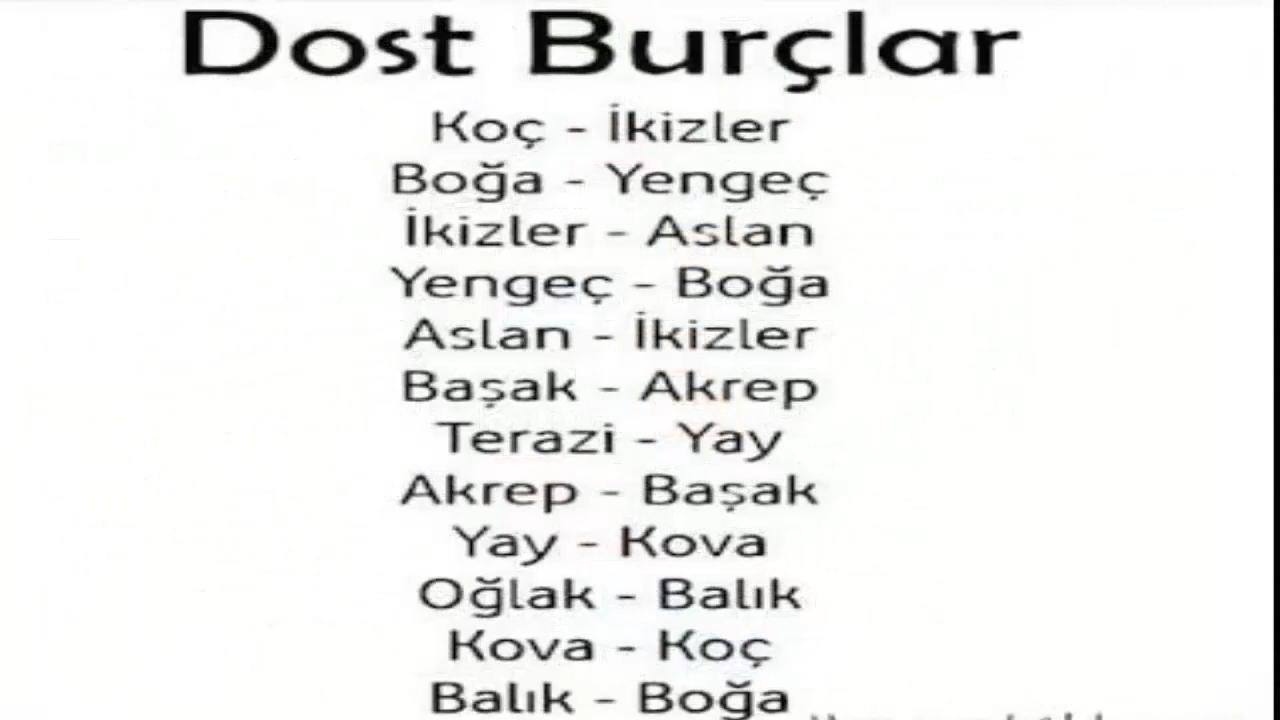 Dost Burçlar
Koç - İkizler
Boğa - Yengeç
İkizler - Aslan
Yengeç - Boğa
Aslan - İkizler
Başak - Akrep
Terazi - Yay
Akrep - Başak
Yay - Kova
Oğlak - Balık
Kova - Koç
Balık - Boğa